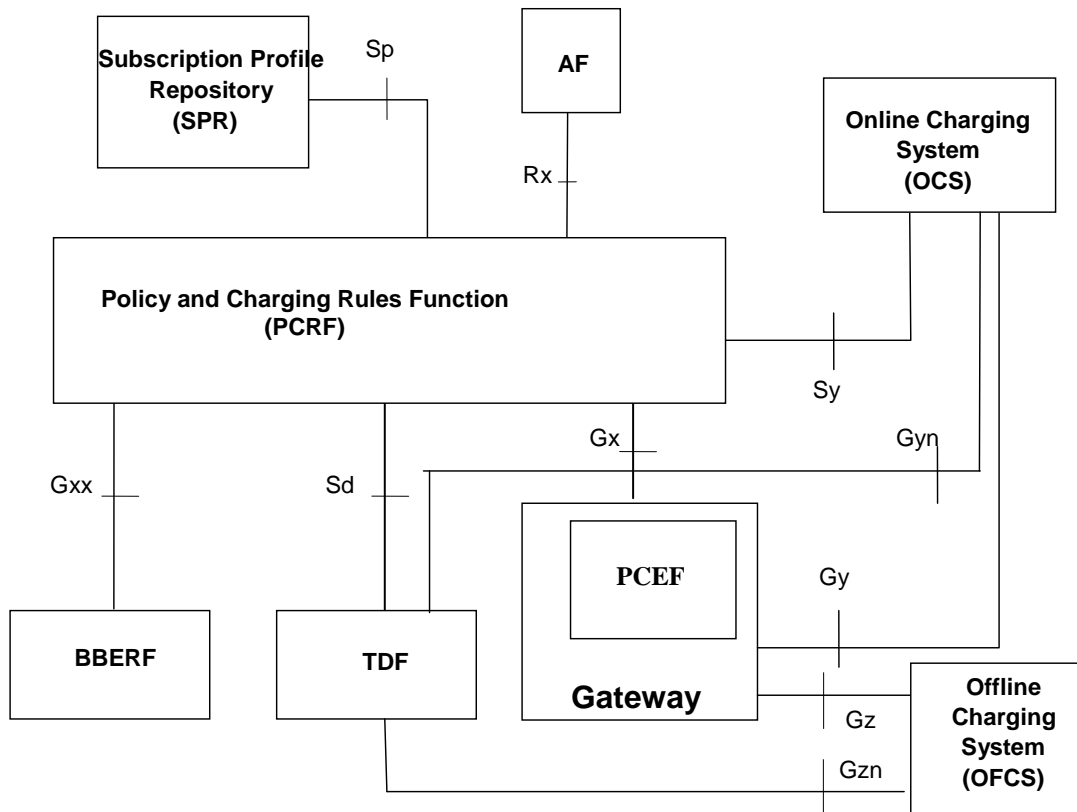 Subscription Profile
Repository
(SPR)
Sp
AF
Online Charging
System
(OCS)
Rx
Policy and Charging Rules Function
(PCRF)
Sy
Gx
Gyn
Gxx
Sd
PCEF
Gy
BBERF
TDF
Gateway
Offline
Charging
System
(OFCS)
Gz
Gzn